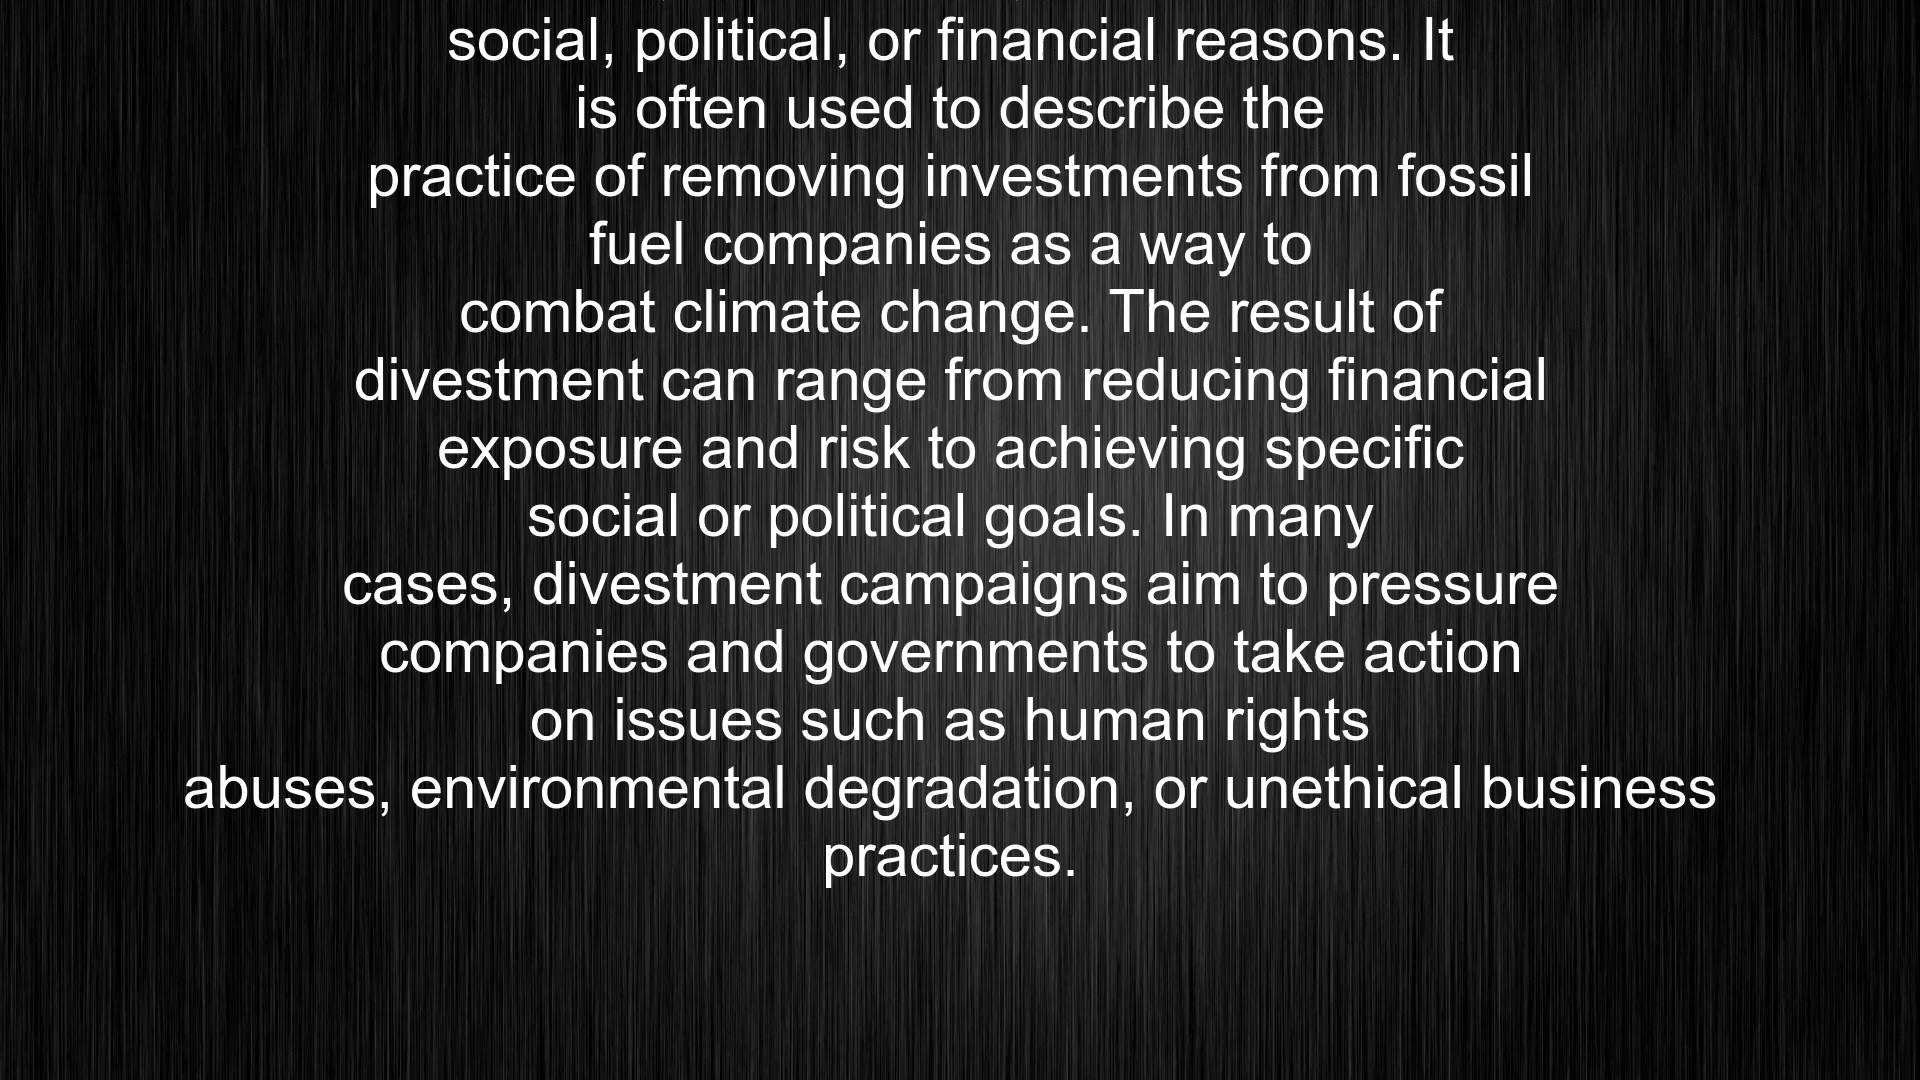 social, political, or financial reasons. It
is often used to describe the
practice of removing investments from fossil
fuel companies as a way to
combat climate change. The result of
divestment can range from reducing financial
exposure and risk to achieving specific
social or political goals. In many
cases, divestment campaigns aim to pressure
companies and governments to take action
on issues such as human rights
abuses, environmental degradation, or unethical business
practices.